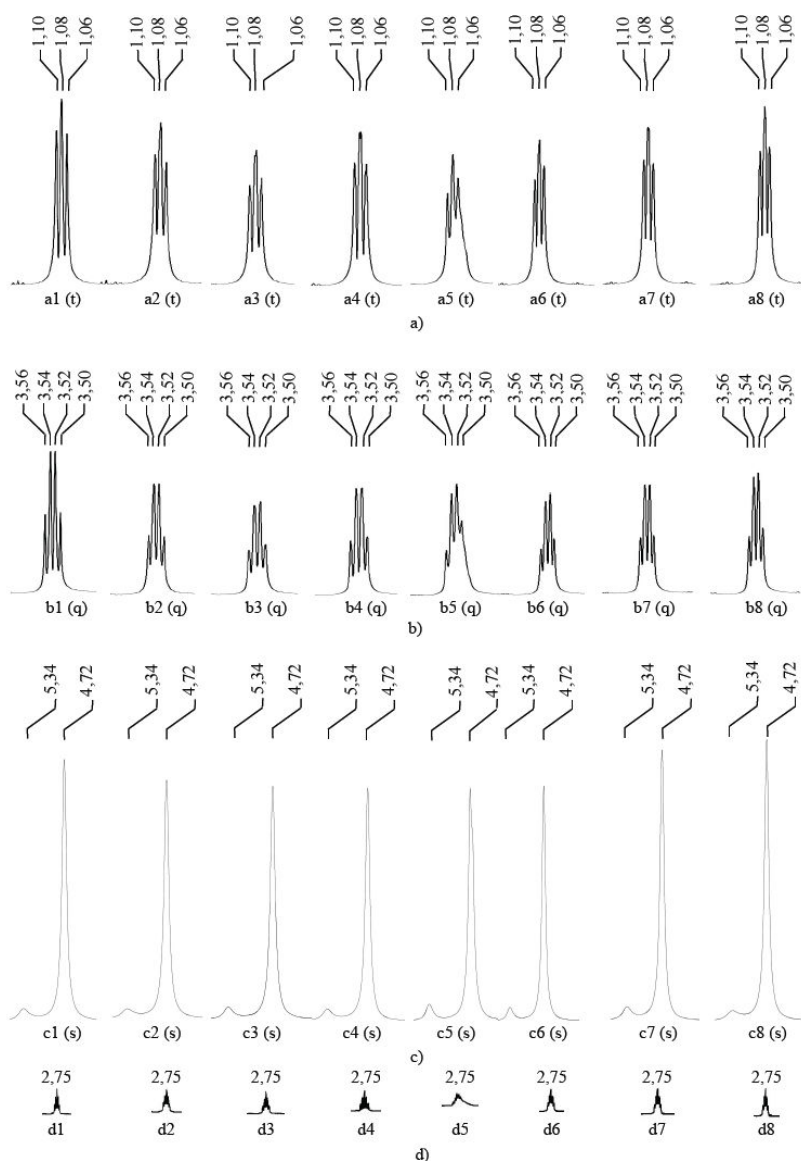 1,10 1,08 1,06 1,10 1,08 1,06 1,10 1,08 1,06 1,10 1,08 1,06 1,10 1,08 1,06 1,10 1,08 1,06 1,10 1,08 1,06 1,10 1,08 1,06
a1 (t) a2 (t) a3 (t) a4 (t) a5 (t) a6 (t) a7 (t) a8 (t)
a)
3,56 3,54 3,52 3,50 3,56 3,54 3,52 3,50 3,56 3,54 3,52 3,50 3,56 3,54 3,52 3,50 3,56 3,54 3,52 3,50 3,56 3,54 3,52 3,50 3,56 3,54 3,52 3,50 3,56 3,54 3,52 3,50
b1 (q) b2 (q) b3 (q) b4 (q) b5 (q) b6 (q) b7 (q) b8 (q)
b)
5,34 4,72 5,34 4,72 5,34 4,72 5,34 4,72 5,34 4,72 5,34 4,72 5,34 4,72 5,34 4,72
c1 (s) c2 (s) c3 (s) c4 (s) c5 (s) c6 (s) c7 (s) c8 (s)
c)
2,75 2,75 2,75 2,75 2,75 2,75 2,75 2,75
d1 d2 d3 d4 d5 d6 d7 d8
d)